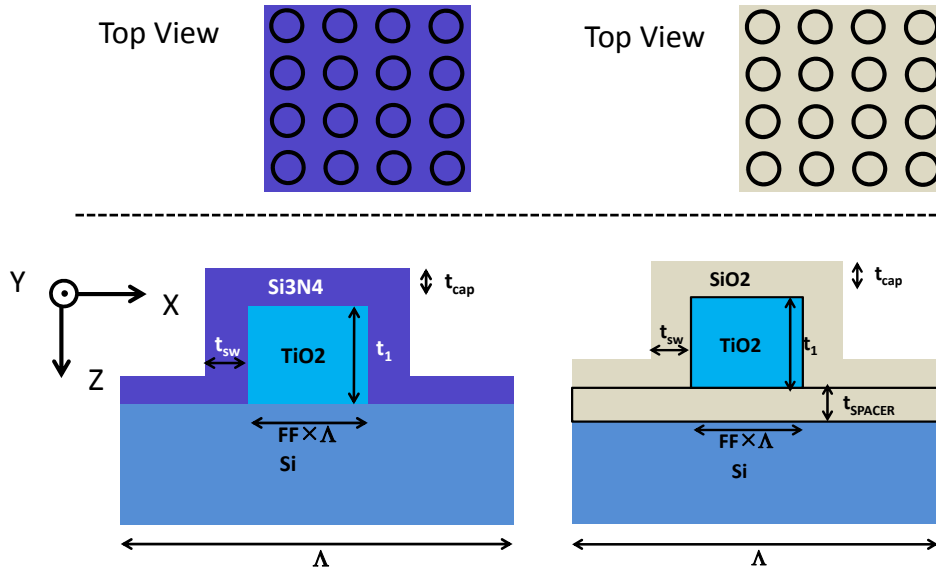 Top View
Top View
Y
X
Z
Si3N4
t_cap
t_sw
TiO2
t_1
FF×Λ
Si
Λ
SiO2
t_cap
t_sw
TiO2
t_1
t_SPACER
FF×Λ
Si
Λ